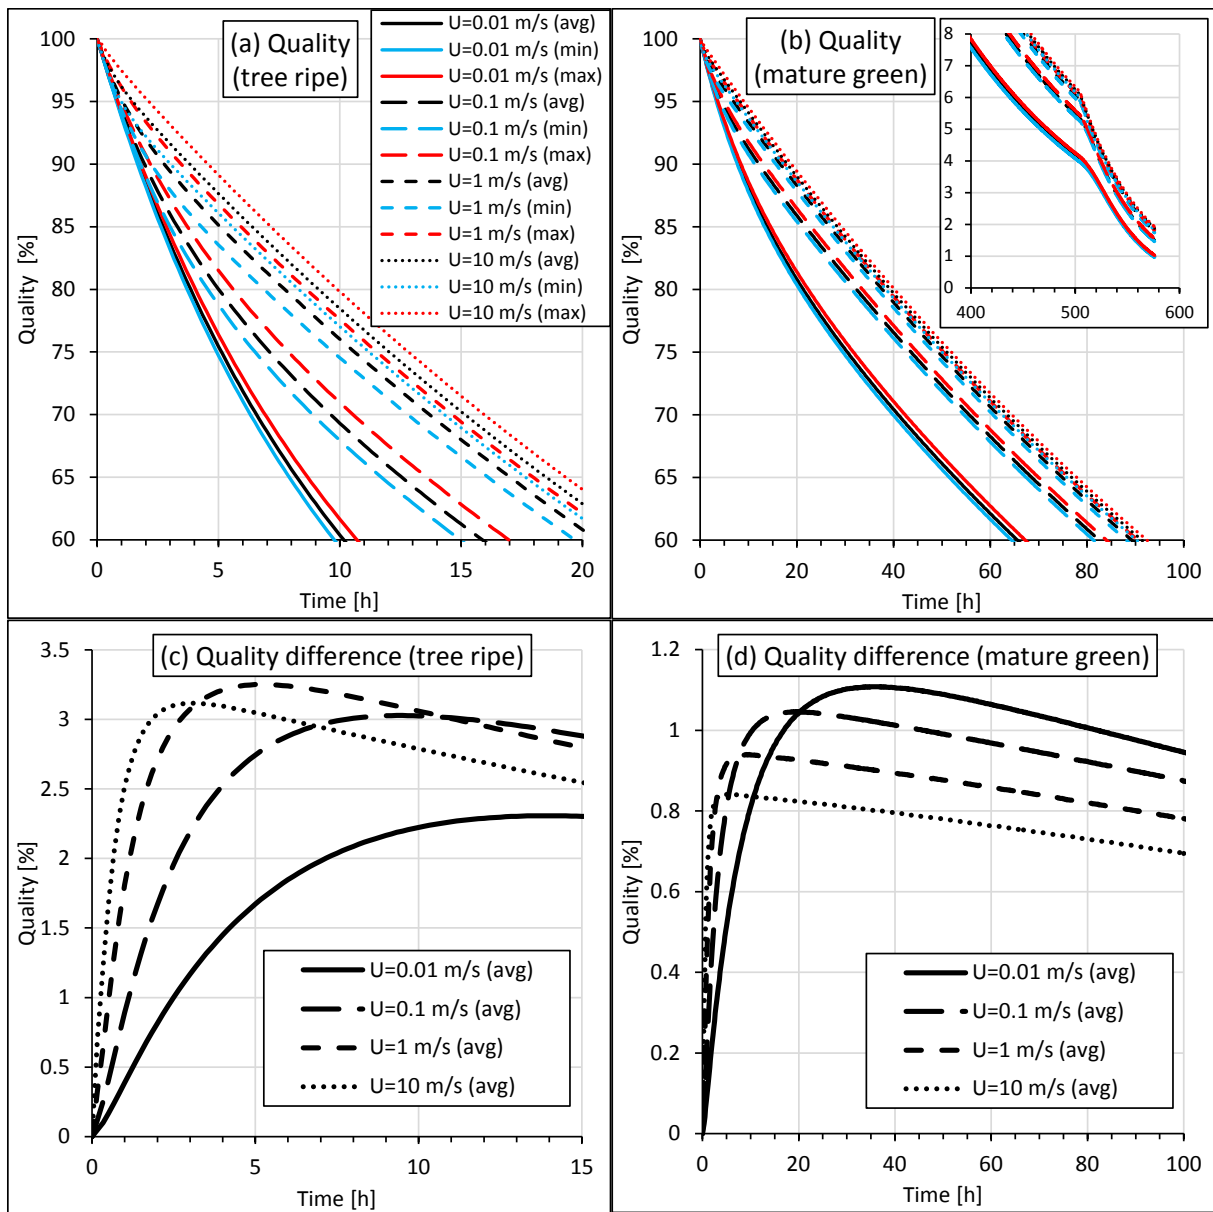 (a) Quality
(tree ripe)
U=0.01 m/s (avg)
U=0.01 m/s (min)
U=0.01 m/s (max)
U=0.1 m/s (avg)
U=0.1 m/s (min)
U=0.1 m/s (max)
U=1 m/s (avg)
U=1 m/s (min)
U=1 m/s (max)
U=10 m/s (avg)
U=10 m/s (min)
U=10 m/s (max)
Quality [%]
100
95
90
85
80
75
70
65
60
0 5 10 15 20
Time [h]
(b) Quality
(mature green)
8
7
6
5
4
3
2
1
0
400 500 600
Quality [%]
100
95
90
85
80
75
70
65
60
0 20 40 60 80 100
Time [h]
(c) Quality difference (tree ripe)
Quality [%]
3.5
3
2.5
2
1.5
1
0.5
0
U=0.01 m/s (avg)
U=0.1 m/s (avg)
U=1 m/s (avg)
U=10 m/s (avg)
0 5 10 15
Time [h]
(d) Quality difference (mature green)
Quality [%]
1.2
1
0.8
0.6
0.4
0.2
0
U=0.01 m/s (avg)
U=0.1 m/s (avg)
U=1 m/s (avg)
U=10 m/s (avg)
0 20 40 60 80 100
Time [h]